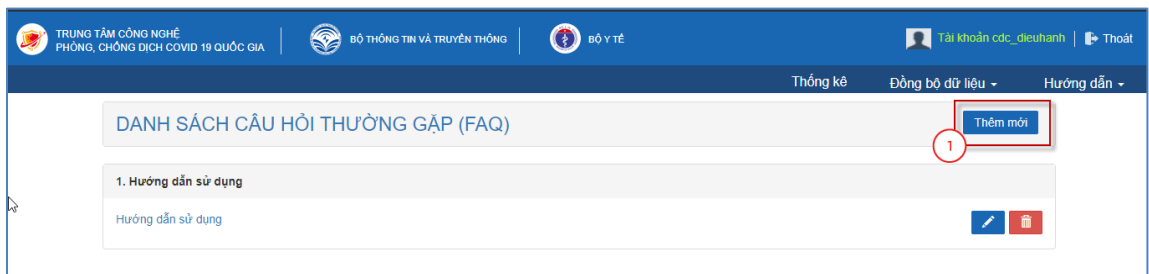 TRUNG TÂM CÔNG NGHỆ
PHÒNG, CHỐNG DỊCH COVID 19 QUỐC GIA
BỘ THÔNG TIN VÀ TRUYỀN THÔNG
BỘ Y TẾ
Tài khoản cdc_dieuhanh
Thoát
Thống kê
Đồng bộ dữ liệu
Hướng dẫn
DANH SÁCH CÂU HỎI THƯỜNG GẶP (FAQ)
Thêm mới
1
1. Hướng dẫn sử dụng
Hướng dẫn sử dụng